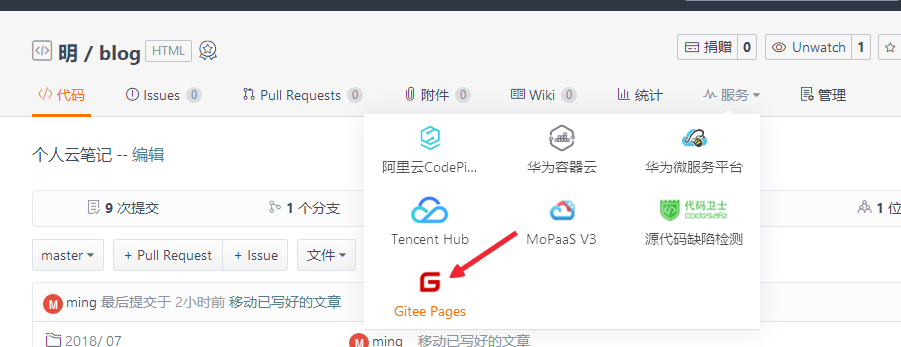 明 / blog HTML 捐赠 0 Unwatch 1
代码 Issues 0 Pull Requests 0 附件 0 Wiki 0 统计 服务 管理
个人云笔记 -- 编辑
阿里云CodePi... 华为容器云 华为微服务平台
9 次提交 1 个分支 1 位
代码卫士
codesafe
Tencent Hub MoPaaS V3 源代码缺陷检测
master + Pull Request + Issue 文件
Gitee Pages
M ming 最后提交于 2小时前 移动已写好的文章
2018/ 07 M ming 移动已写好的文章